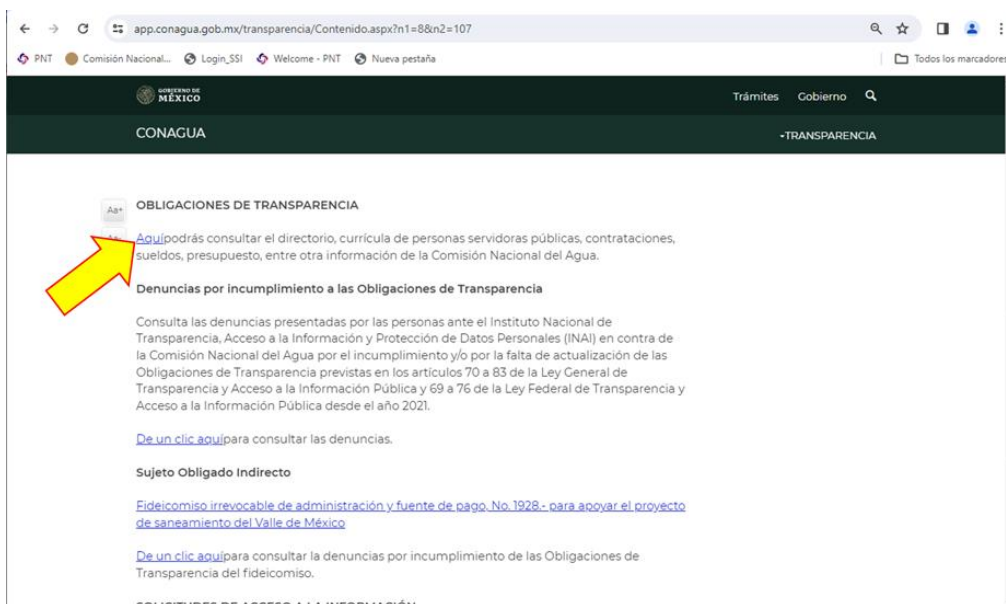 app.conagua.gob.mx/transparencia/Contenido.aspx?n1=8&n2=107
PNT Comisión Nacional... Login_SSI Welcome - PNT Nueva pestaña Todos los marcadores
GOBIERNO DE MÉXICO Trámites Gobierno
CONAGUA -TRANSPARENCIA
Aa+
OBLIGACIONES DE TRANSPARENCIA
Aquípodrás consultar el directorio, currícula de personas servidoras públicas, contrataciones,
sueldos, presupuesto, entre otra información de la Comisión Nacional del Agua.
Denuncias por incumplimiento a las Obligaciones de Transparencia
Consulta las denuncias presentadas por las personas ante el Instituto Nacional de
Transparencia, Acceso a la Información y Protección de Datos Personales (INAI) en contra de
la Comisión Nacional del Agua por el incumplimiento y/o por la falta de actualización de las
Obligaciones de Transparencia previstas en los artículos 70 a 83 de la Ley General de
Transparencia y Acceso a la Información Pública y 69 a 76 de la Ley Federal de Transparencia y
Acceso a la Información Pública desde el año 2021.
De un clic aquípara consultar las denuncias.
Sujeto Obligado Indirecto
Fideicomiso irrevocable de administración y fuente de pago, No. 1928.- para apoyar el proyecto
de saneamiento del Valle de México
De un clic aquípara consultar la denuncias por incumplimiento de las Obligaciones de
Transparencia del fideicomiso.
SOLICITUDES DE ACCESO A LA INFORMACIÓN